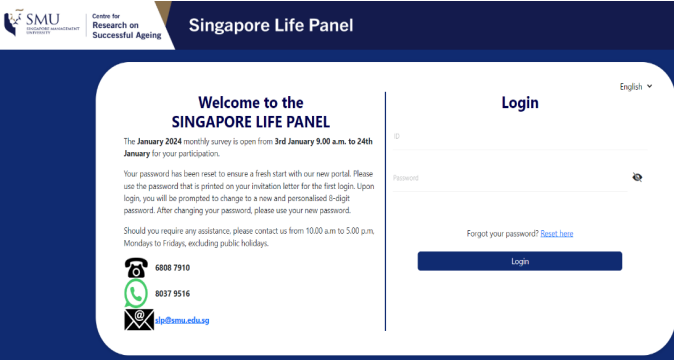 SMU
SINGAPORE MANAGEMENT
UNIVERSITY
Centre for
Research on
Successful Ageing
Singapore Life Panel
English
Welcome to the
SINGAPORE LIFE PANEL
The January 2024 monthly survey is open from 3rd January 9.00 a.m. to 24th
January for your participation.
Your password has been reset to ensure a fresh start with our new portal. Please
use the password that is printed on your invitation letter for the first login. Upon
login, you will be prompted to change to a new and personalised 8-digit
password. After changing your password, please use your new password.
Should you require any assistance, please contact us from 10.00 a.m to 5.00 p.m,
Mondays to Fridays, excluding public holidays.
6808 7910
8037 9516
slp@smu.edu.sg
Login
ID
Password
Forgot your password? Reset here
Login